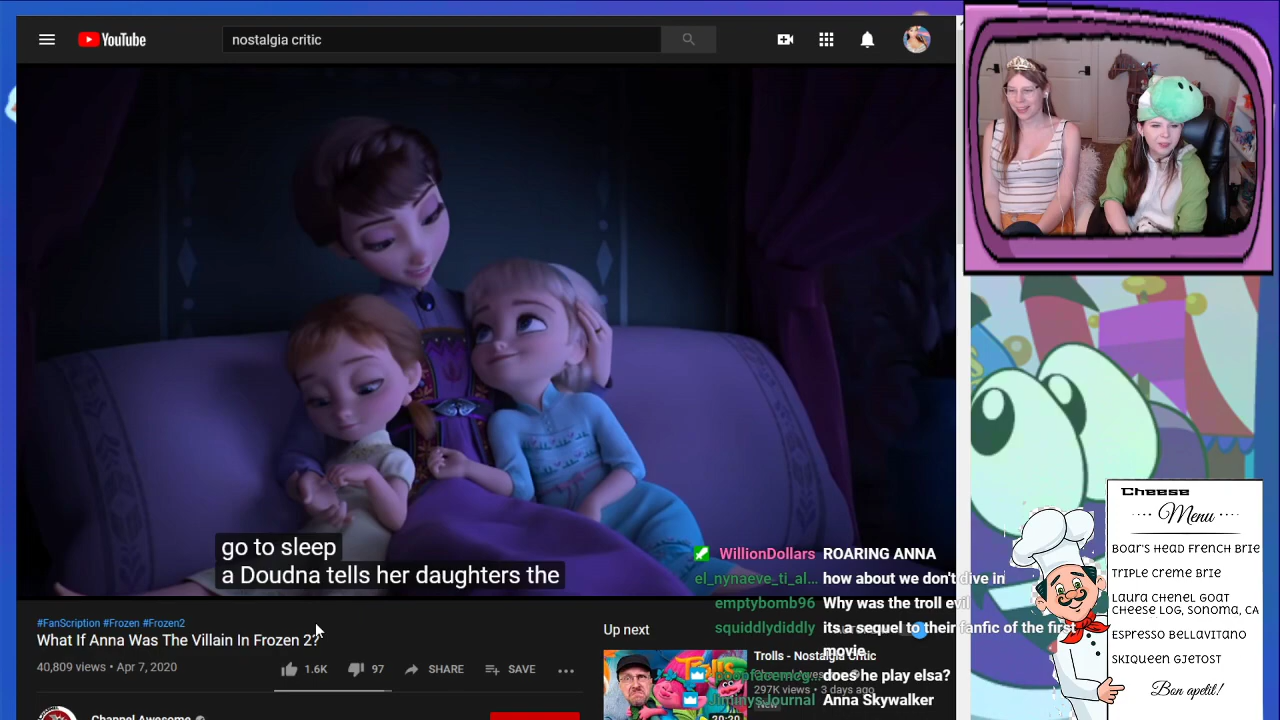 YouTube
nostalgia critic
go to sleep
a Doudna tells her daughters the
#FanScription #Frozen #Frozen2
What If Anna Was The Villain In Frozen 2?
40,809 views • Apr 7, 2020
1.6K
97
SHARE
SAVE
Channel Awesome
Up next
Trolls - Nostalgia Critic
297K views • 3 days ago
New
20:30
WillionDollars ROARING ANNA
el_nynaeve_ti_al... how about we don't dive in
emptybomb96 Why was the troll evil
squiddlydiddly its a sequel to their fanfic of the first
movie
does he play elsa?
JiminysJournal Anna Skywalker
Cheese
Menu
Boar's Head French Brie
Triple Creme Brie
Laura Chenel Goat
Cheese Log, Sonoma, CA
Espresso Bellavitano
Skiqueen Gjetost
Bon apetit!